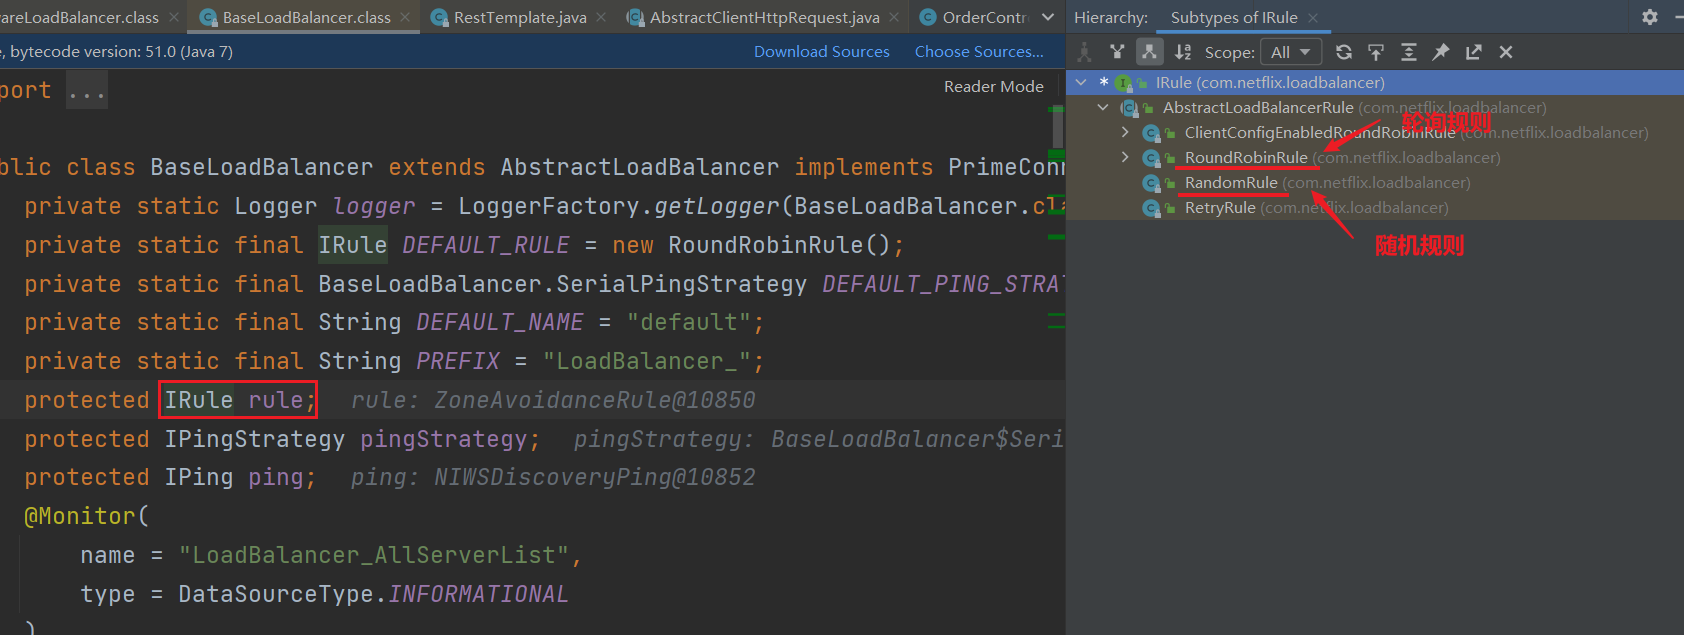 areLoadBalancer.class
BaseLoadBalancer.class
RestTemplate.java
AbstractClientHttpRequest.java
OrderContr
, bytecode version: 51.0 (Java 7)
Download Sources
Choose Sources...
port ...
Reader Mode
blic class BaseLoadBalancer extends AbstractLoadBalancer implements PrimeConn
private static Logger logger = LoggerFactory.getLogger(BaseLoadBalancer.cla
private static final IRule DEFAULT_RULE = new RoundRobinRule();
private static final BaseLoadBalancer.SerialPingStrategy DEFAULT_PING_STRAT
private static final String DEFAULT_NAME = "default";
private static final String PREFIX = "LoadBalancer_";
protected IRule rule; rule: ZoneAvoidanceRule@10850
protected IPingStrategy pingStrategy; pingStrategy: BaseLoadBalancer$Seri
protected IPing ping; ping: NIWSDiscoveryPing@10852
@Monitor(
name = "LoadBalancer_AllServerList",
type = DataSourceType.INFORMATIONAL
)
Hierarchy: Subtypes of IRule
Scope: All
* IRule (com.netflix.loadbalancer)
AbstractLoadBalancerRule (com.netflix.loadbalancer)
轮询规则
ClientConfigEnabledRoundRobinRule (com.netflix.loadbalancer)
RoundRobinRule (com.netflix.loadbalancer)
RandomRule (com.netflix.loadbalancer)
RetryRule (com.netflix.loadbalancer)
随机规则